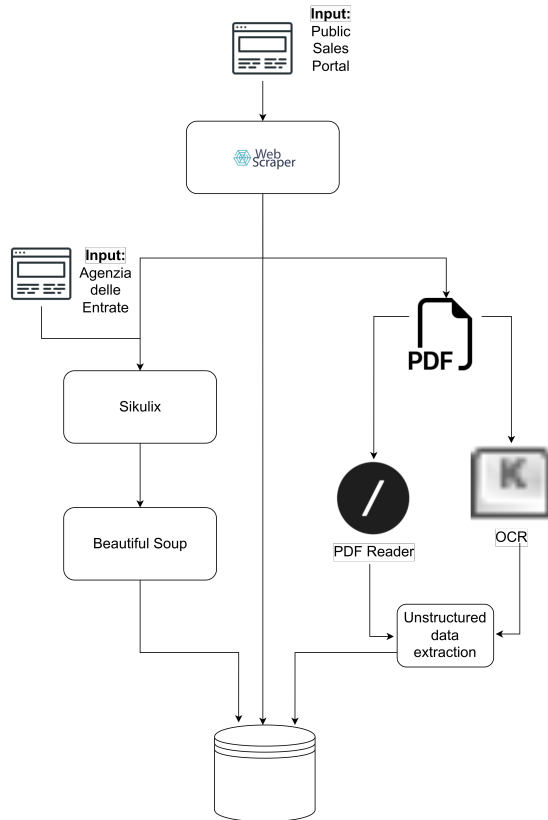 Input:
Public
Sales
Portal
Web
Scraper
Input:
Agenzia
delle
Entrate
PDF
Sikulix
K
/
Beautiful Soup
PDF Reader
OCR
Unstructured
data
extraction